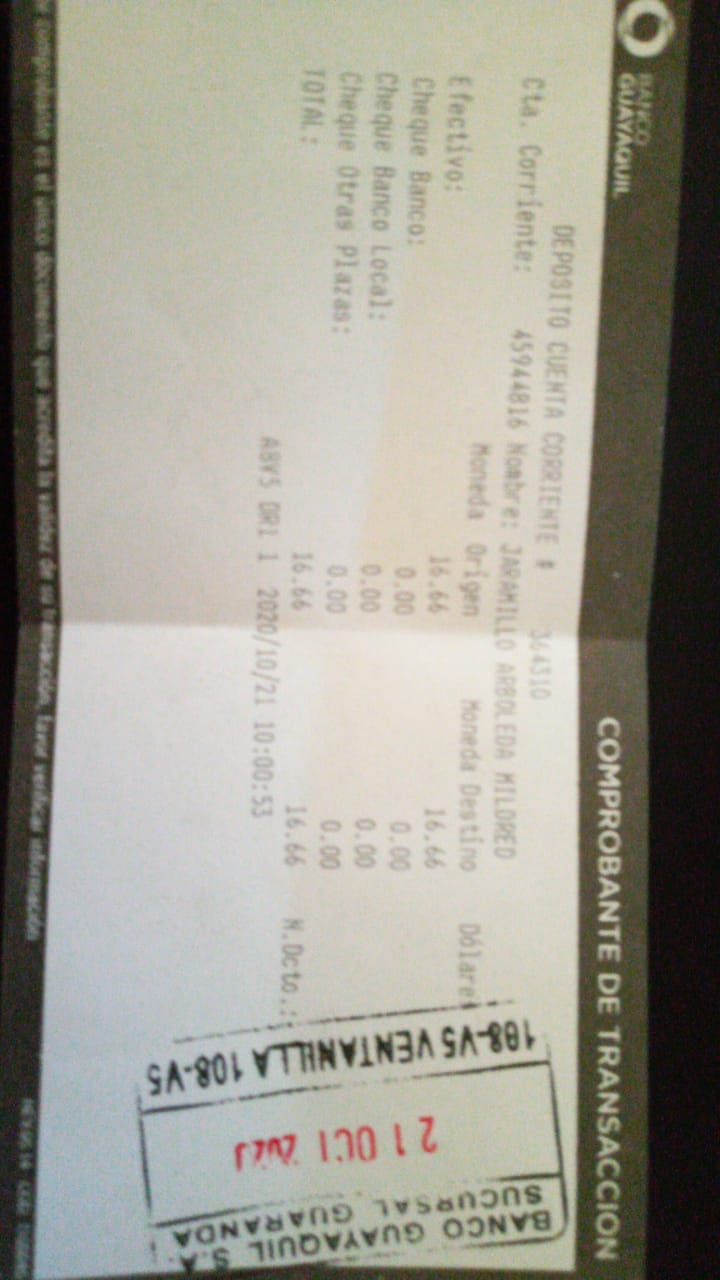 BANCO
GUAYAQUIL
COMPROBANTE DE TRANSACCION
DEPOSITO CUENTA CORRIENTE # 364310
Cta. Corriente: 45944816 Nombre: JARAMILLO ARBOLEDA MILDRED
Moneda Origen Moneda Destino Dólares
Efectivo: 16.66 16.66
Cheque Banco: 0.00 0.00
Cheque Banco Local: 0.00 0.00
Cheque Otras Plazas: 0.00 0.00
TOTAL: 16.66 16.66 N.Dcto.:
ABV5 DR1 1 2020/10/21 10:00:53
BANCO GUAYAQUIL S.A.
SUCURSAL GUARANDA
21 OCT
108-V5 VENTANILLA 108-V5
comprobante es el único documento que acredita la validez de su transacción, favor verificar información